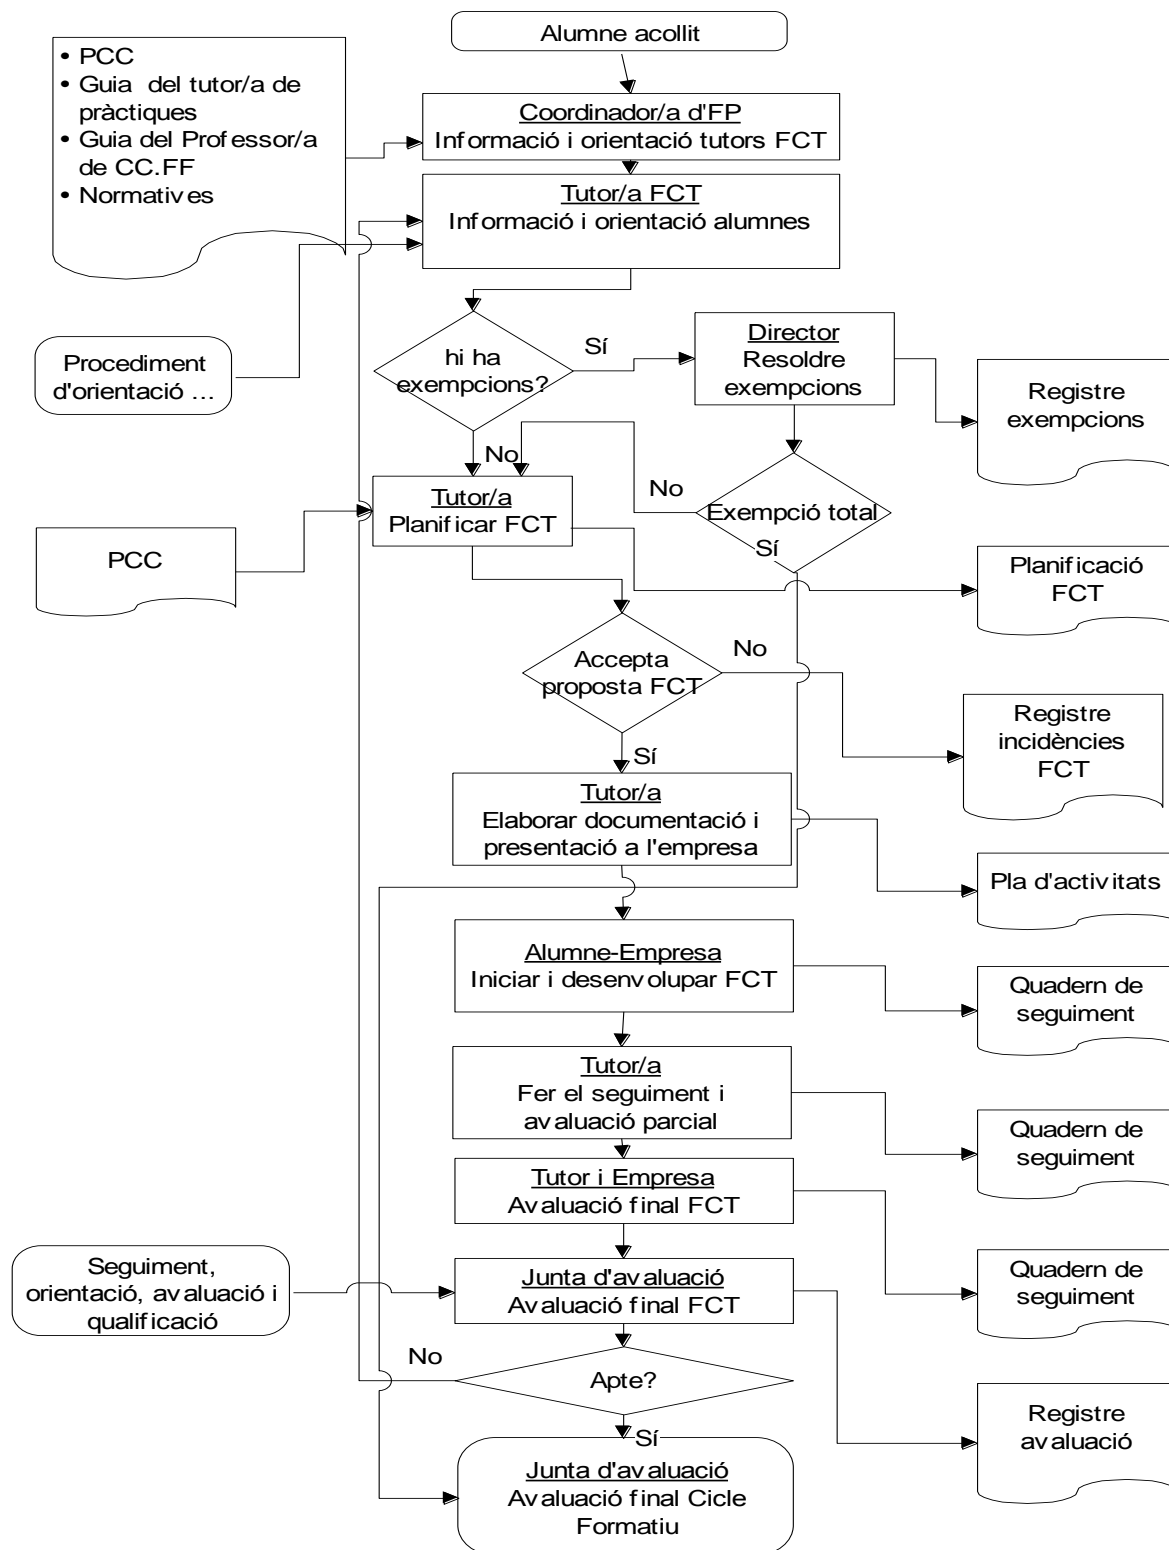 Alumne acollit
• PCC
• Guia del tutor/a de
pràctiques
• Guia del Professor/a
de CC.FF
• Normatives
Coordinador/a d'FP
Informació i orientació tutors FCT
Tutor/a FCT
Informació i orientació alumnes
Procediment
d'orientació ...
hi ha
exempcions?
Sí
Director
Resoldre
exempcions
Registre
exempcions
No
No
Tutor/a
Planificar FCT
Exempció total
Sí
PCC
Planificació
FCT
Accepta
proposta FCT
No
Registre
incidències
FCT
Sí
Tutor/a
Elaborar documentació i
presentació a l'empresa
Pla d'activitats
Alumne-Empresa
Iniciar i desenvolupar FCT
Quadern de
seguiment
Tutor/a
Fer el seguiment i
avaluació parcial
Quadern de
seguiment
Tutor i Empresa
Avaluació final FCT
Seguiment,
orientació, avaluació i
qualificació
Junta d'avaluació
Avaluació final FCT
Quadern de
seguiment
No
Apte?
Registre
avaluació
Sí
Junta d'avaluació
Avaluació final Cicle
Formatiu